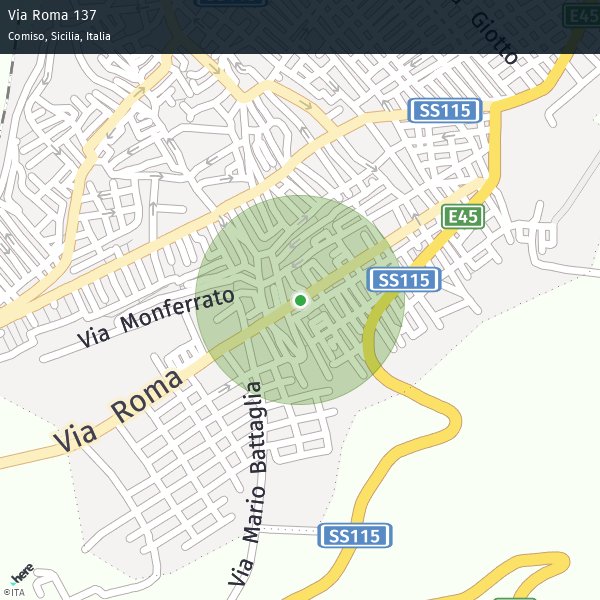 Via Roma 137
Comiso, Sicilia, Italia
Giotto
E45
SS115
E45
SS115
Via Monferrato
Via Roma
Via Mario Battaglia
SS115
here
©ITA